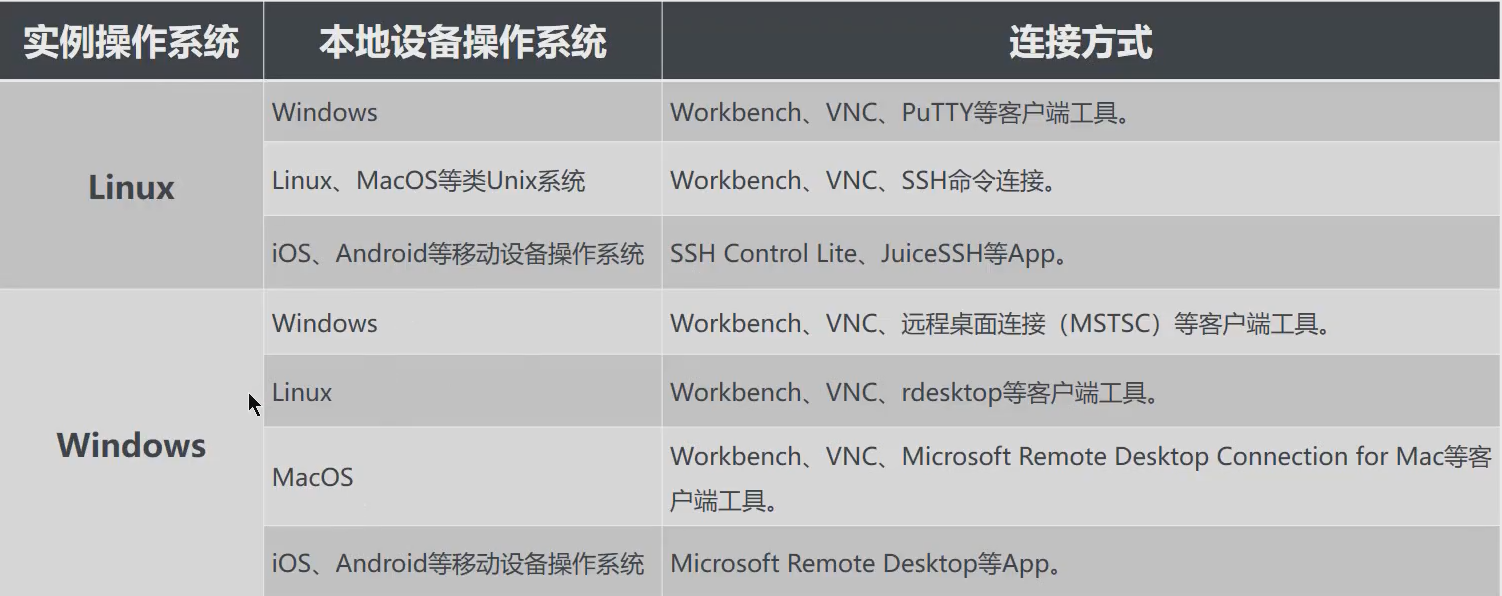 实例操作系统 本地设备操作系统 连接方式
Linux
Windows Workbench、VNC、PuTTY等客户端工具。
Linux、MacOS等类Unix系统 Workbench、VNC、SSH命令连接。
iOS、Android等移动设备操作系统 SSH Control Lite、JuiceSSH等App。
Windows
Windows Workbench、VNC、远程桌面连接（MSTSC）等客户端工具。
Linux Workbench、VNC、rdesktop等客户端工具。
MacOS Workbench、VNC、Microsoft Remote Desktop Connection for Mac等客
户端工具。
iOS、Android等移动设备操作系统 Microsoft Remote Desktop等App。